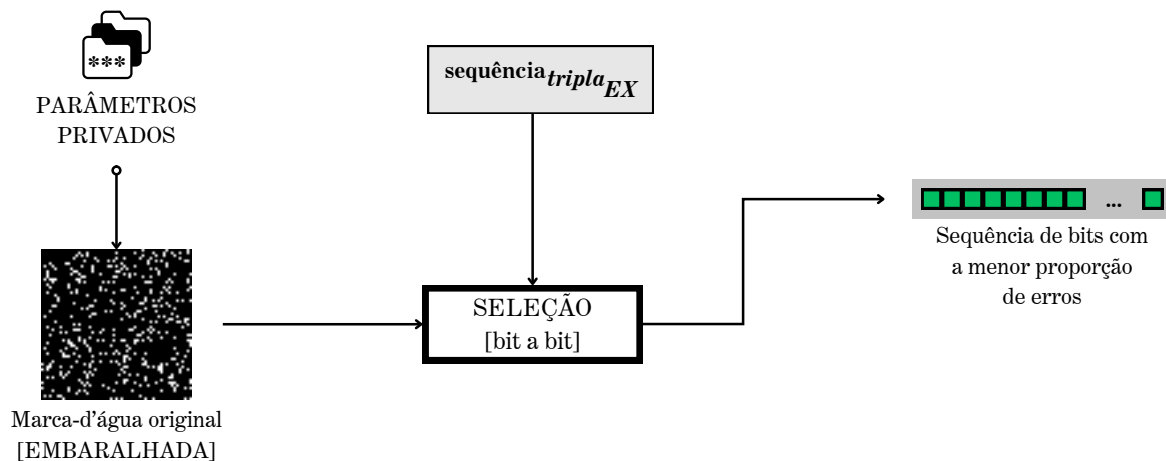 ***
PARÂMETROS
PRIVADOS
sequência tripla EX
SELEÇÃO
[bit a bit]
Marca-d’água original
[EMBARALHADA]
...
Sequência de bits com
a menor proporção
de erros